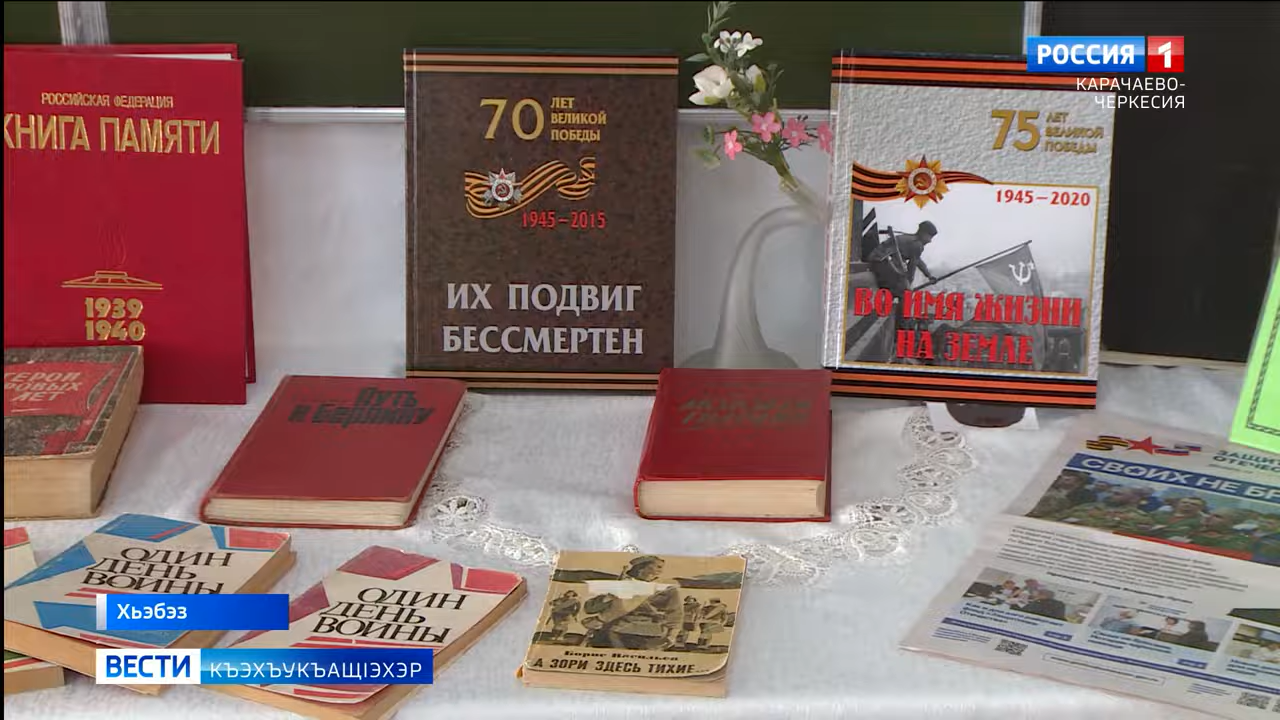 РОССИЯ 1
КАРАЧАЕВО-
ЧЕРКЕСИЯ
РОССИЙСКАЯ ФЕДЕРАЦИЯ
КНИГА ПАМЯТИ
1939
1940
70 ЛЕТ
ВЕЛИКОЙ
ПОБЕДЫ
1945–2015
ИХ ПОДВИГ
БЕССМЕРТЕН
75 ЛЕТ
ВЕЛИКОЙ
ПОБЕДЫ
1945–2020
ВО ИМЯ ЖИЗНИ
НА ЗЕМЛЕ
ЛЕТ
Путь
к Берлину
СВОИХ НЕ
ОДИН
ДЕНЬ
ВОЙНЫ
ОДИН
ДЕНЬ
ВОЙНЫ
Борис Васильев
А ЗОРИ ЗДЕСЬ ТИХИЕ...
Хьэбэз
ВЕСТИ КЪЭХЪУКЪАЩIЭХЭР